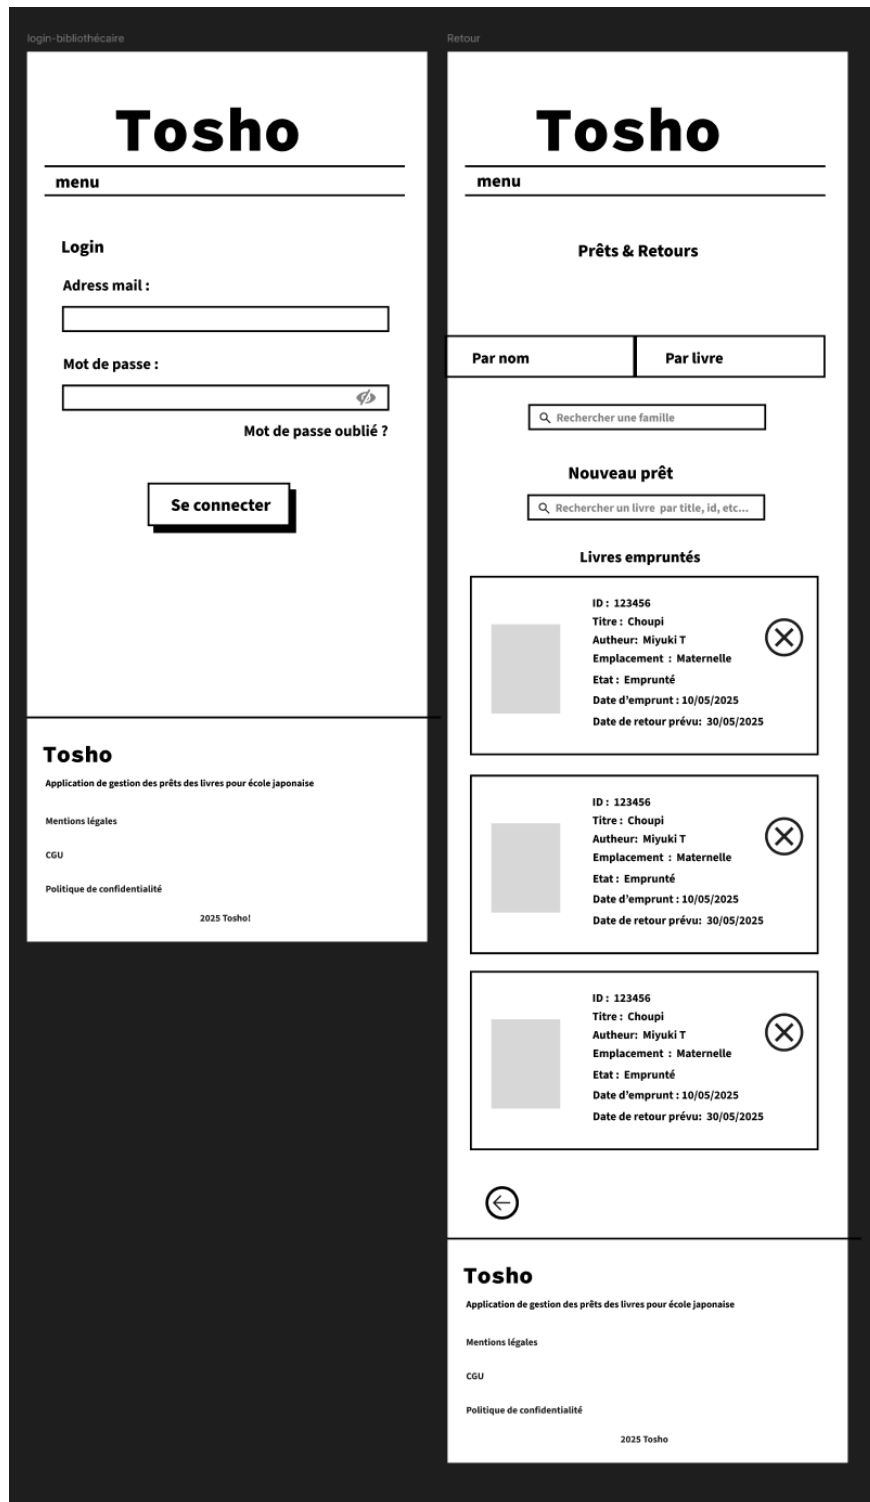 login-bibliothécaire
Tosho
menu
Login
Adress mail :
Mot de passe :
Mot de passe oublié ?
Se connecter
Tosho
Application de gestion des prêts des livres pour école japonaise
Mentions légales
CGU
Politique de confidentialité
2025 Tosho!
Retour
Tosho
menu
Prêts & Retours
Par nom
Par livre
Rechercher une famille
Nouveau prêt
Rechercher un livre par title, id, etc...
Livres empruntés
ID : 123456
Titre : Choupi
Autheur: Miyuki T
Emplacement : Maternelle
Etat : Emprunté
Date d'emprunt : 10/05/2025
Date de retour prévu: 30/05/2025
ID : 123456
Titre : Choupi
Autheur: Miyuki T
Emplacement : Maternelle
Etat : Emprunté
Date d'emprunt : 10/05/2025
Date de retour prévu: 30/05/2025
ID : 123456
Titre : Choupi
Autheur: Miyuki T
Emplacement : Maternelle
Etat : Emprunté
Date d'emprunt : 10/05/2025
Date de retour prévu: 30/05/2025
Tosho
Application de gestion des prêts des livres pour école japonaise
Mentions légales
CGU
Politique de confidentialité
2025 Tosho